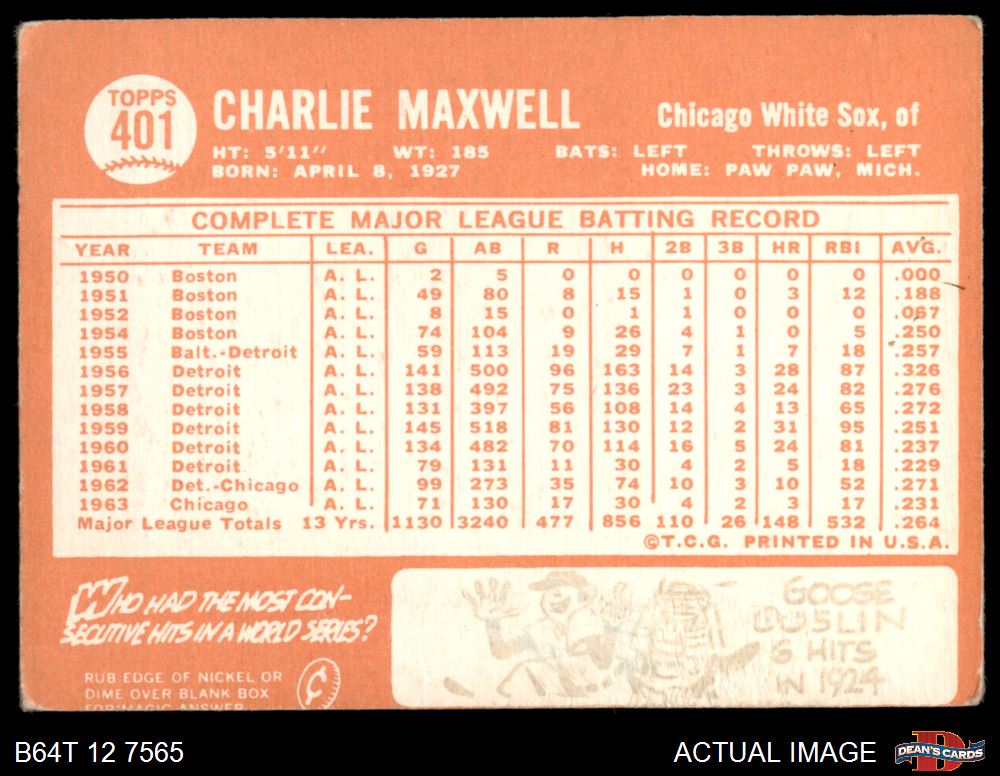 TOPPS
401
CHARLIE MAXWELL
Chicago White Sox, of
HT: 5'11" WT: 185 BATS: LEFT THROWS: LEFT
BORN: APRIL 8, 1927 HOME: PAW PAW, MICH.
COMPLETE MAJOR LEAGUE BATTING RECORD
YEAR TEAM LEA. G AB R H 2B 3B HR RBI AVG.
1950 Boston A. L. 2 5 0 0 0 0 0 0 .000
1951 Boston A. L. 49 80 8 15 1 0 3 12 .188
1952 Boston A. L. 8 15 0 1 1 0 0 0 .067
1954 Boston A. L. 74 104 9 26 4 1 0 5 .250
1955 Balt.-Detroit A. L. 59 113 19 29 7 1 7 18 .257
1956 Detroit A. L. 141 500 96 163 14 3 28 87 .326
1957 Detroit A. L. 138 492 75 136 23 3 24 82 .276
1958 Detroit A. L. 131 397 56 108 14 4 13 65 .272
1959 Detroit A. L. 145 518 81 130 12 2 31 95 .251
1960 Detroit A. L. 134 482 70 114 16 5 24 81 .237
1961 Detroit A. L. 79 131 11 30 4 2 5 18 .229
1962 Det.-Chicago A. L. 99 273 35 74 10 3 10 52 .271
1963 Chicago A. L. 71 130 17 30 4 2 3 17 .231
Major League Totals 13 Yrs. 1130 3240 477 856 110 26 148 532 .264
©T.C.G. PRINTED IN U.S.A.
WHO HAD THE MOST CON-
SECUTIVE HITS IN A WORLD SERIES?
RUB EDGE OF NICKEL OR
DIME OVER BLANK BOX
FOR MAGIC ANSWER
¢
GOOSE
GOSLIN
6 HITS
IN 1924
B64T 12 7565
ACTUAL IMAGE
D
DEAN'S CARDS